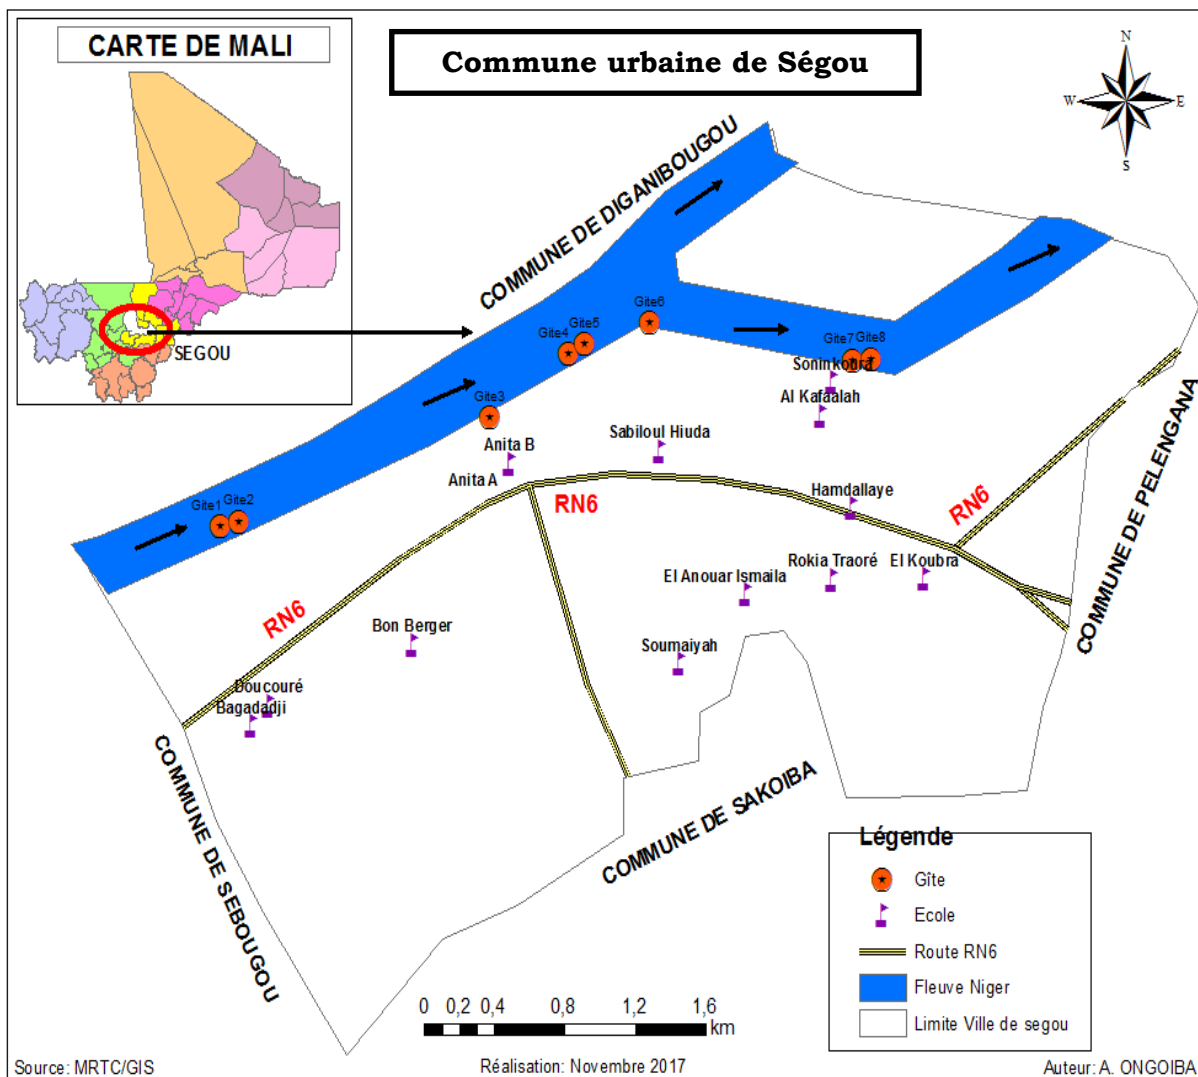 CARTE DE MALI
Commune urbaine de Ségou
N
W
E
S
COMMUNE DE DIGANIBOUGOU
SEGOU
Gite6
Gite5
Gite4
Gite7
Gite8
Soninkoura
Gite3
Al Kafaalah
Anita B
Sabiloul Hiuda
Anita A
Hamdallaye
RN6
RN6
Gite1
Gite2
COMMUNE DE PELENGANA
Rokia Traoré
El Koubra
El Anouar Ismaila
RN6
Bon Berger
Soumaiyah
Doucouré
Bagadadji
COMMUNE DE SEBOUGOU
COMMUNE DE SAKOIBA
Légende
Gîte
Ecole
Route RN6
Fleuve Niger
Limite Ville de segou
0 0,2 0,4 0,8 1,2 1,6
km
Source: MRTC/GIS
Réalisation: Novembre 2017
Auteur: A. ONGOIBA